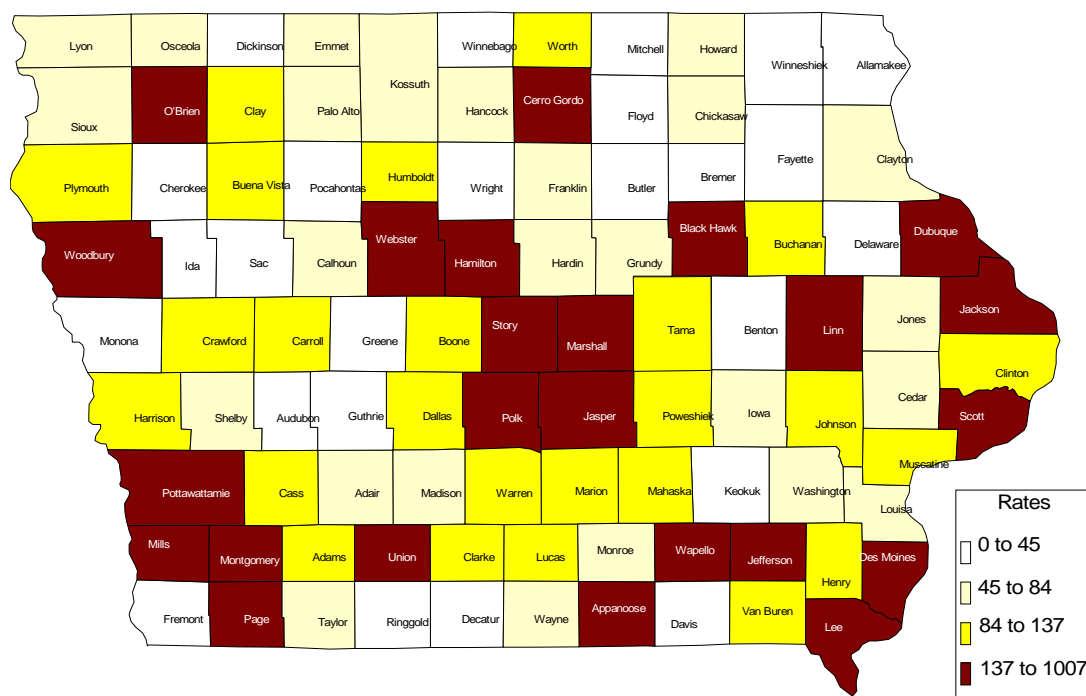 Lyon
Osceola
Dickinson
Emmet
Winnebago
Worth
Mitchell
Howard
Winneshiek
Allamakee
Kossuth
Sioux
O'Brien
Clay
Palo Alto
Hancock
Cerro Gordo
Floyd
Chickasaw
Fayette
Clayton
Plymouth
Cherokee
Buena Vista
Pocahontas
Humboldt
Wright
Franklin
Butler
Bremer
Woodbury
Ida
Sac
Calhoun
Webster
Hamilton
Hardin
Grundy
Black Hawk
Buchanan
Delaware
Dubuque
Monona
Crawford
Carroll
Greene
Boone
Story
Marshall
Tama
Benton
Linn
Jones
Jackson
Clinton
Harrison
Shelby
Audubon
Guthrie
Dallas
Polk
Jasper
Poweshiek
Iowa
Johnson
Cedar
Scott
Muscatine
Pottawattamie
Cass
Adair
Madison
Warren
Marion
Mahaska
Keokuk
Washington
Louisa
Mills
Montgomery
Adams
Union
Clarke
Lucas
Monroe
Wapello
Jefferson
Henry
Des Moines
Fremont
Page
Taylor
Ringgold
Decatur
Wayne
Appanoose
Davis
Van Buren
Lee
Rates
0 to 45
45 to 84
84 to 137
137 to 1007